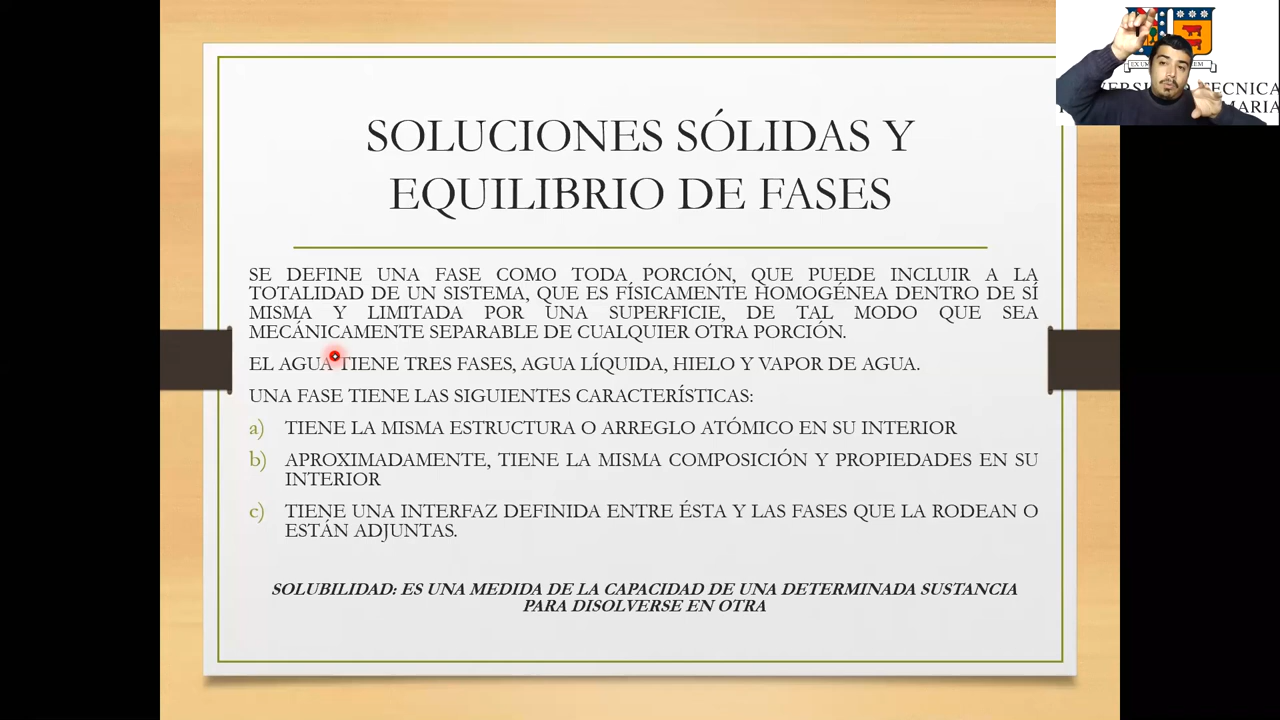 SOLUCIONES SÓLIDAS Y
EQUILIBRIO DE FASES
SE DEFINE UNA FASE COMO TODA PORCIÓN, QUE PUEDE INCLUIR A LA
TOTALIDAD DE UN SISTEMA, QUE ES FÍSICAMENTE HOMOGÉNEA DENTRO DE SÍ
MISMA Y LIMITADA POR UNA SUPERFICIE, DE TAL MODO QUE SEA
MECÁNICAMENTE SEPARABLE DE CUALQUIER OTRA PORCIÓN.
EL AGUA TIENE TRES FASES, AGUA LÍQUIDA, HIELO Y VAPOR DE AGUA.
UNA FASE TIENE LAS SIGUIENTES CARACTERÍSTICAS:
a) TIENE LA MISMA ESTRUCTURA O ARREGLO ATÓMICO EN SU INTERIOR
b) APROXIMADAMENTE, TIENE LA MISMA COMPOSICIÓN Y PROPIEDADES EN SU
INTERIOR
c) TIENE UNA INTERFAZ DEFINIDA ENTRE ÉSTA Y LAS FASES QUE LA RODEAN O
ESTÁN ADJUNTAS.
SOLUBILIDAD: ES UNA MEDIDA DE LA CAPACIDAD DE UNA DETERMINADA SUSTANCIA
PARA DISOLVERSE EN OTRA